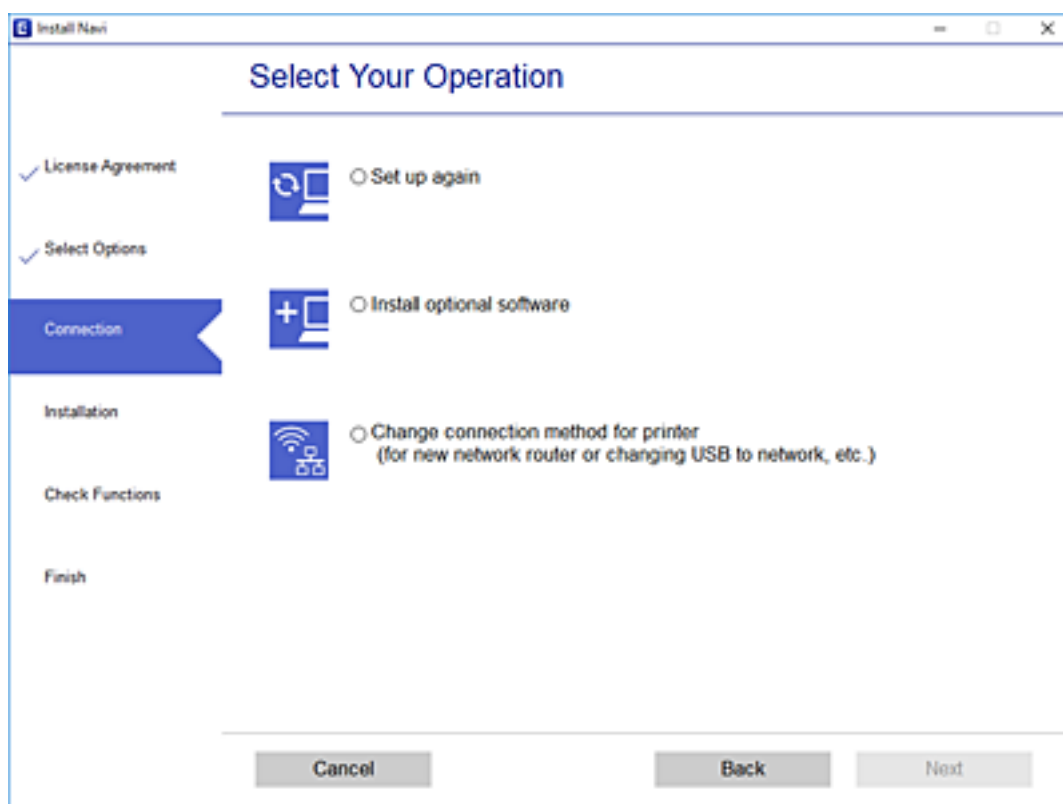 Install Navi
Select Your Operation
License Agreement
Select Options
Connection
Installation
Check Functions
Finish
Set up again
Install optional software
Change connection method for printer
(for new network router or changing USB to network, etc.)
Cancel
Back
Next